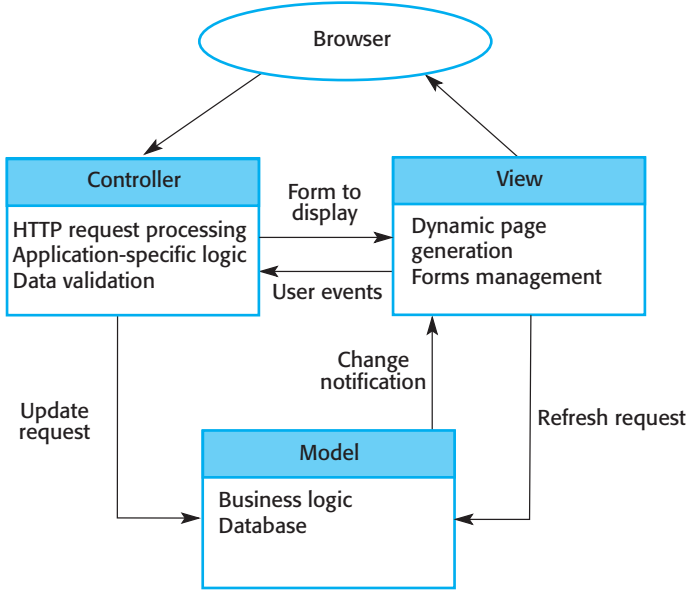 Browser
Controller
View
HTTP request processing
Application-specific logic
Data validation
Form to
display
User events
Dynamic page
generation
Forms management
Update
request
Change
notification
Refresh request
Model
Business logic
Database